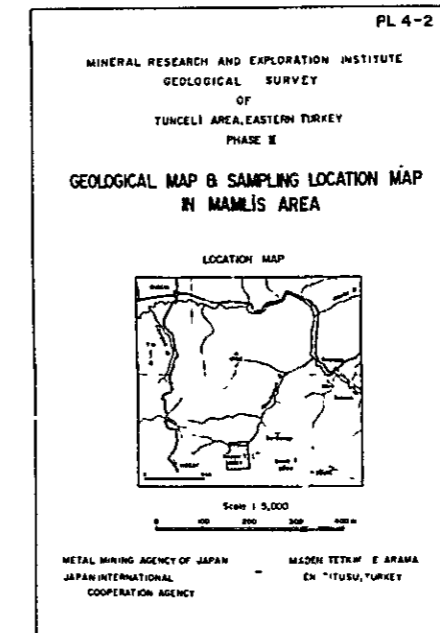 PL 4-2
MINERAL RESEARCH AND EXPLORATION INSTITUTE
GEOLOGICAL SURVEY
OF
TUNCELİ AREA, EASTERN TURKEY
PHASE II
GEOLOGICAL MAP & SAMPLING LOCATION MAP
IN MAMLİS AREA
LOCATION MAP
Scale 1 5,000
0 100 200 300 400 m
METAL MINING AGENCY OF JAPAN
JAPAN INTERNATIONAL
COOPERATION AGENCY
MADEN TETKIK E ARAMA
TURKEY